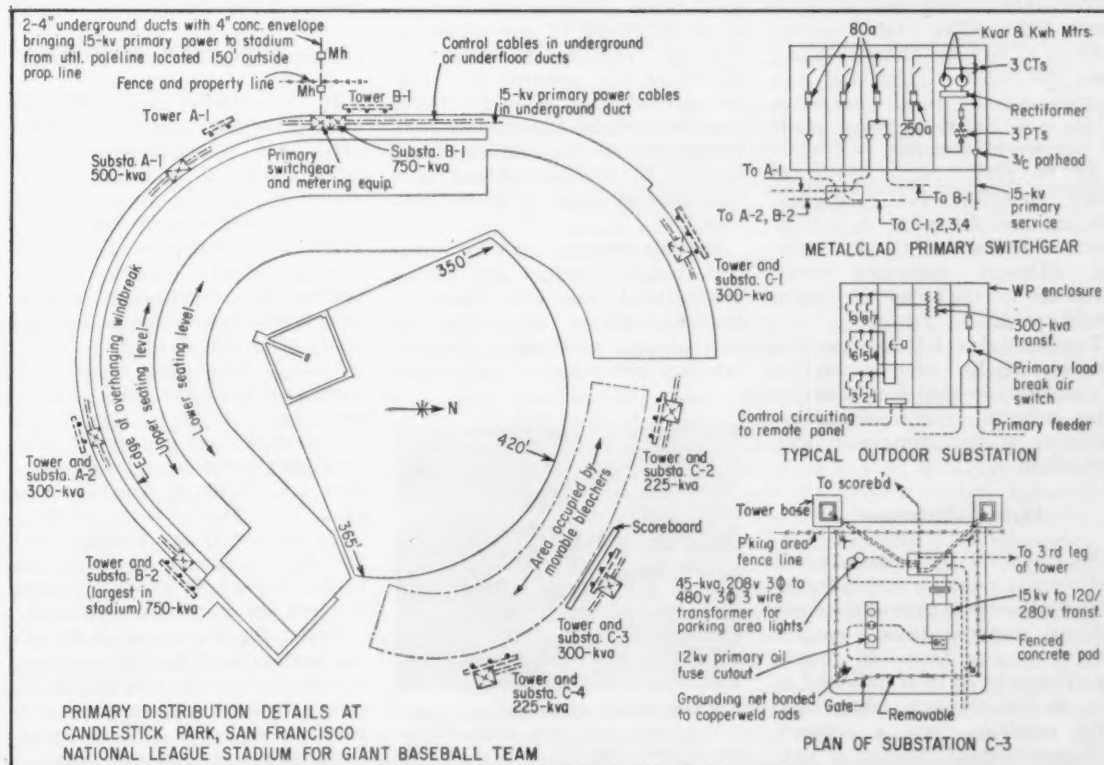 2-4" underground ducts with 4" conc. envelope
bringing 15-kv primary power to stadium
from util. poleline located 150' outside
prop. line
Mh
Fence and property line
Mh
Control cables in underground
or underfloor ducts
Tower B-1
15-kv primary power cables
in underground duct
Tower A-1
Substa. A-1
500-kva
Primary
switchgear
and metering equip.
Substa. B-1
750-kva
Edge of overhanging windbreak
Upper seating level
Lower seating level
350'
N
420'
365'
Tower and
substa. C-1
300-kva
Tower and
substa. A-2
300-kva
Tower and
substa. C-2
225-kva
Area occupied by
movable bleachers
Scoreboard
Tower and
substa. B-2
(largest in
stadium) 750-kva
Tower and
substa. C-3
300-kva
Tower and
substa. C-4
225-kva
PRIMARY DISTRIBUTION DETAILS AT
CANDLESTICK PARK, SAN FRANCISCO
NATIONAL LEAGUE STADIUM FOR GIANT BASEBALL TEAM
80a
Kvar & Kwh Mtrs.
3 CTs
Rectiformer
250a
3 PTs
3/c pothead
To A-1
To B-1
15-kv
primary
service
To A-2, B-2
To C-1,2,3,4
METALCLAD PRIMARY SWITCHGEAR
WP enclosure
9 8 7
300-kva
transf.
6 5 4
a
Primary load
break air
switch
3 2 1
Control circuiting
to remote panel
Primary feeder
TYPICAL OUTDOOR SUBSTATION
To scoreb'd
Tower base
P'king area
fence line
To 3rd leg
of tower
45-kva, 208v 3Φ to
480v 3Φ 3 wire
transformer for
parking area lights
15kv to 120/
280v transf.
12kv primary oil
fuse cutout
Fenced
concrete pad
Grounding net bonded
to copperweld rods
Gate
Removable
PLAN OF SUBSTATION C-3